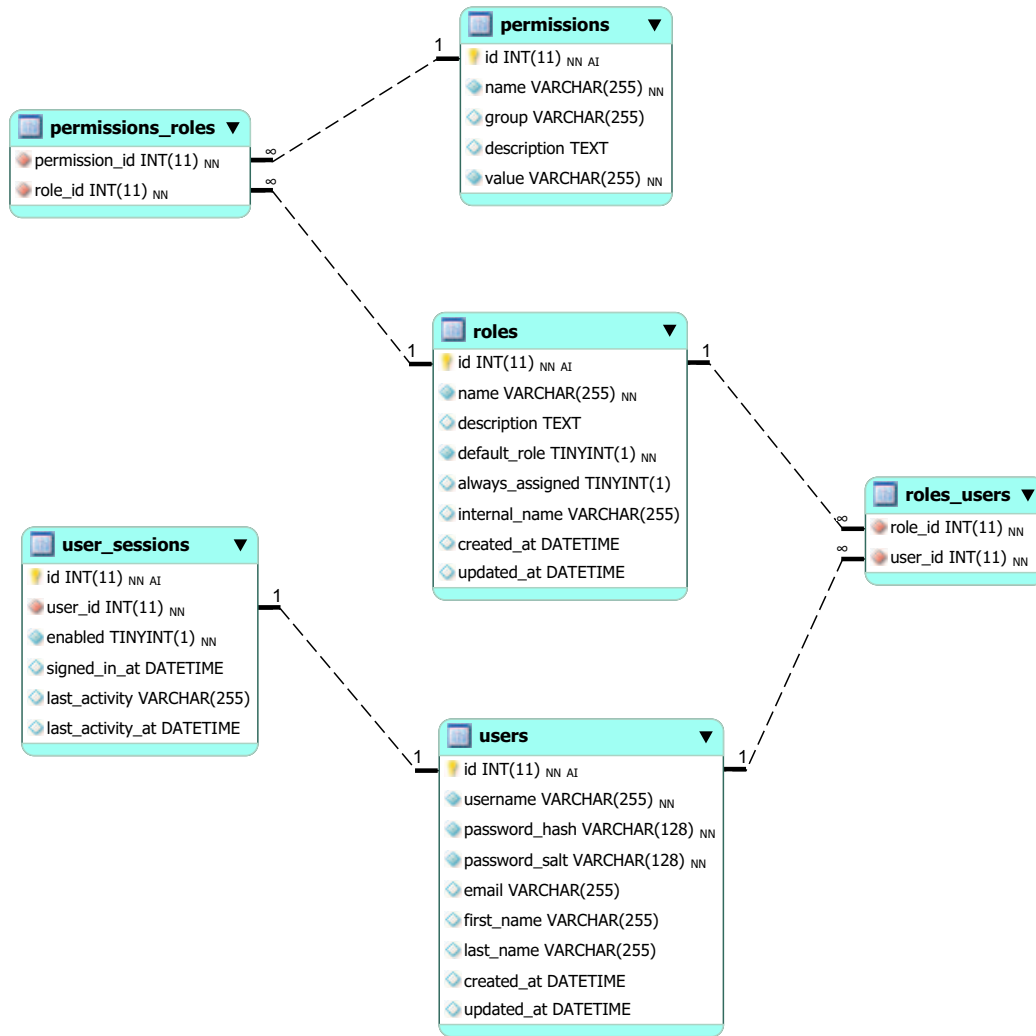 permissions
id INT(11) NN AI
name VARCHAR(255) NN
group VARCHAR(255)
description TEXT
value VARCHAR(255) NN
1
permissions_roles
permission_id INT(11) NN
role_id INT(11) NN
∞
∞
roles
id INT(11) NN AI
name VARCHAR(255) NN
description TEXT
default_role TINYINT(1) NN
always_assigned TINYINT(1)
internal_name VARCHAR(255)
created_at DATETIME
updated_at DATETIME
1
1
roles_users
role_id INT(11) NN
user_id INT(11) NN
∞
∞
user_sessions
id INT(11) NN AI
user_id INT(11) NN
enabled TINYINT(1) NN
signed_in_at DATETIME
last_activity VARCHAR(255)
last_activity_at DATETIME
1
users
id INT(11) NN AI
username VARCHAR(255) NN
password_hash VARCHAR(128) NN
password_salt VARCHAR(128) NN
email VARCHAR(255)
first_name VARCHAR(255)
last_name VARCHAR(255)
created_at DATETIME
updated_at DATETIME
1
1